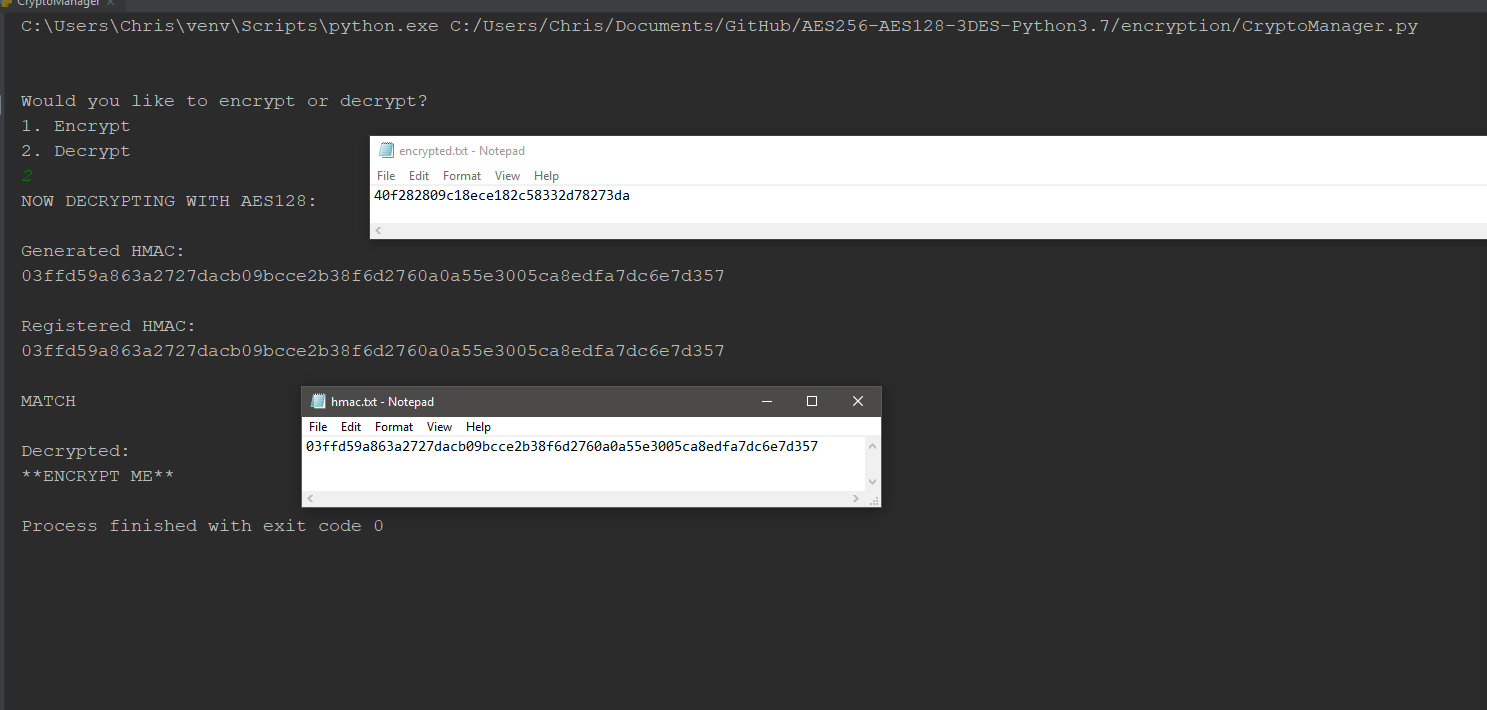 CryptoManager
C:\Users\Chris\venv\Scripts\python.exe C:/Users/Chris/Documents/GitHub/AES256-AES128-3DES-Python3.7/encryption/CryptoManager.py
Would you like to encrypt or decrypt?
1. Encrypt
2. Decrypt
2
NOW DECRYPTING WITH AES128:
encrypted.txt - Notepad
File Edit Format View Help
40f282809c18ece182c58332d78273da
Generated HMAC:
03ffd59a863a2727dacb09bcce2b38f6d2760a0a55e3005ca8edfa7dc6e7d357
Registered HMAC:
03ffd59a863a2727dacb09bcce2b38f6d2760a0a55e3005ca8edfa7dc6e7d357
MATCH
hmac.txt - Notepad
File Edit Format View Help
03ffd59a863a2727dacb09bcce2b38f6d2760a0a55e3005ca8edfa7dc6e7d357
Decrypted:
**ENCRYPT ME**
Process finished with exit code 0